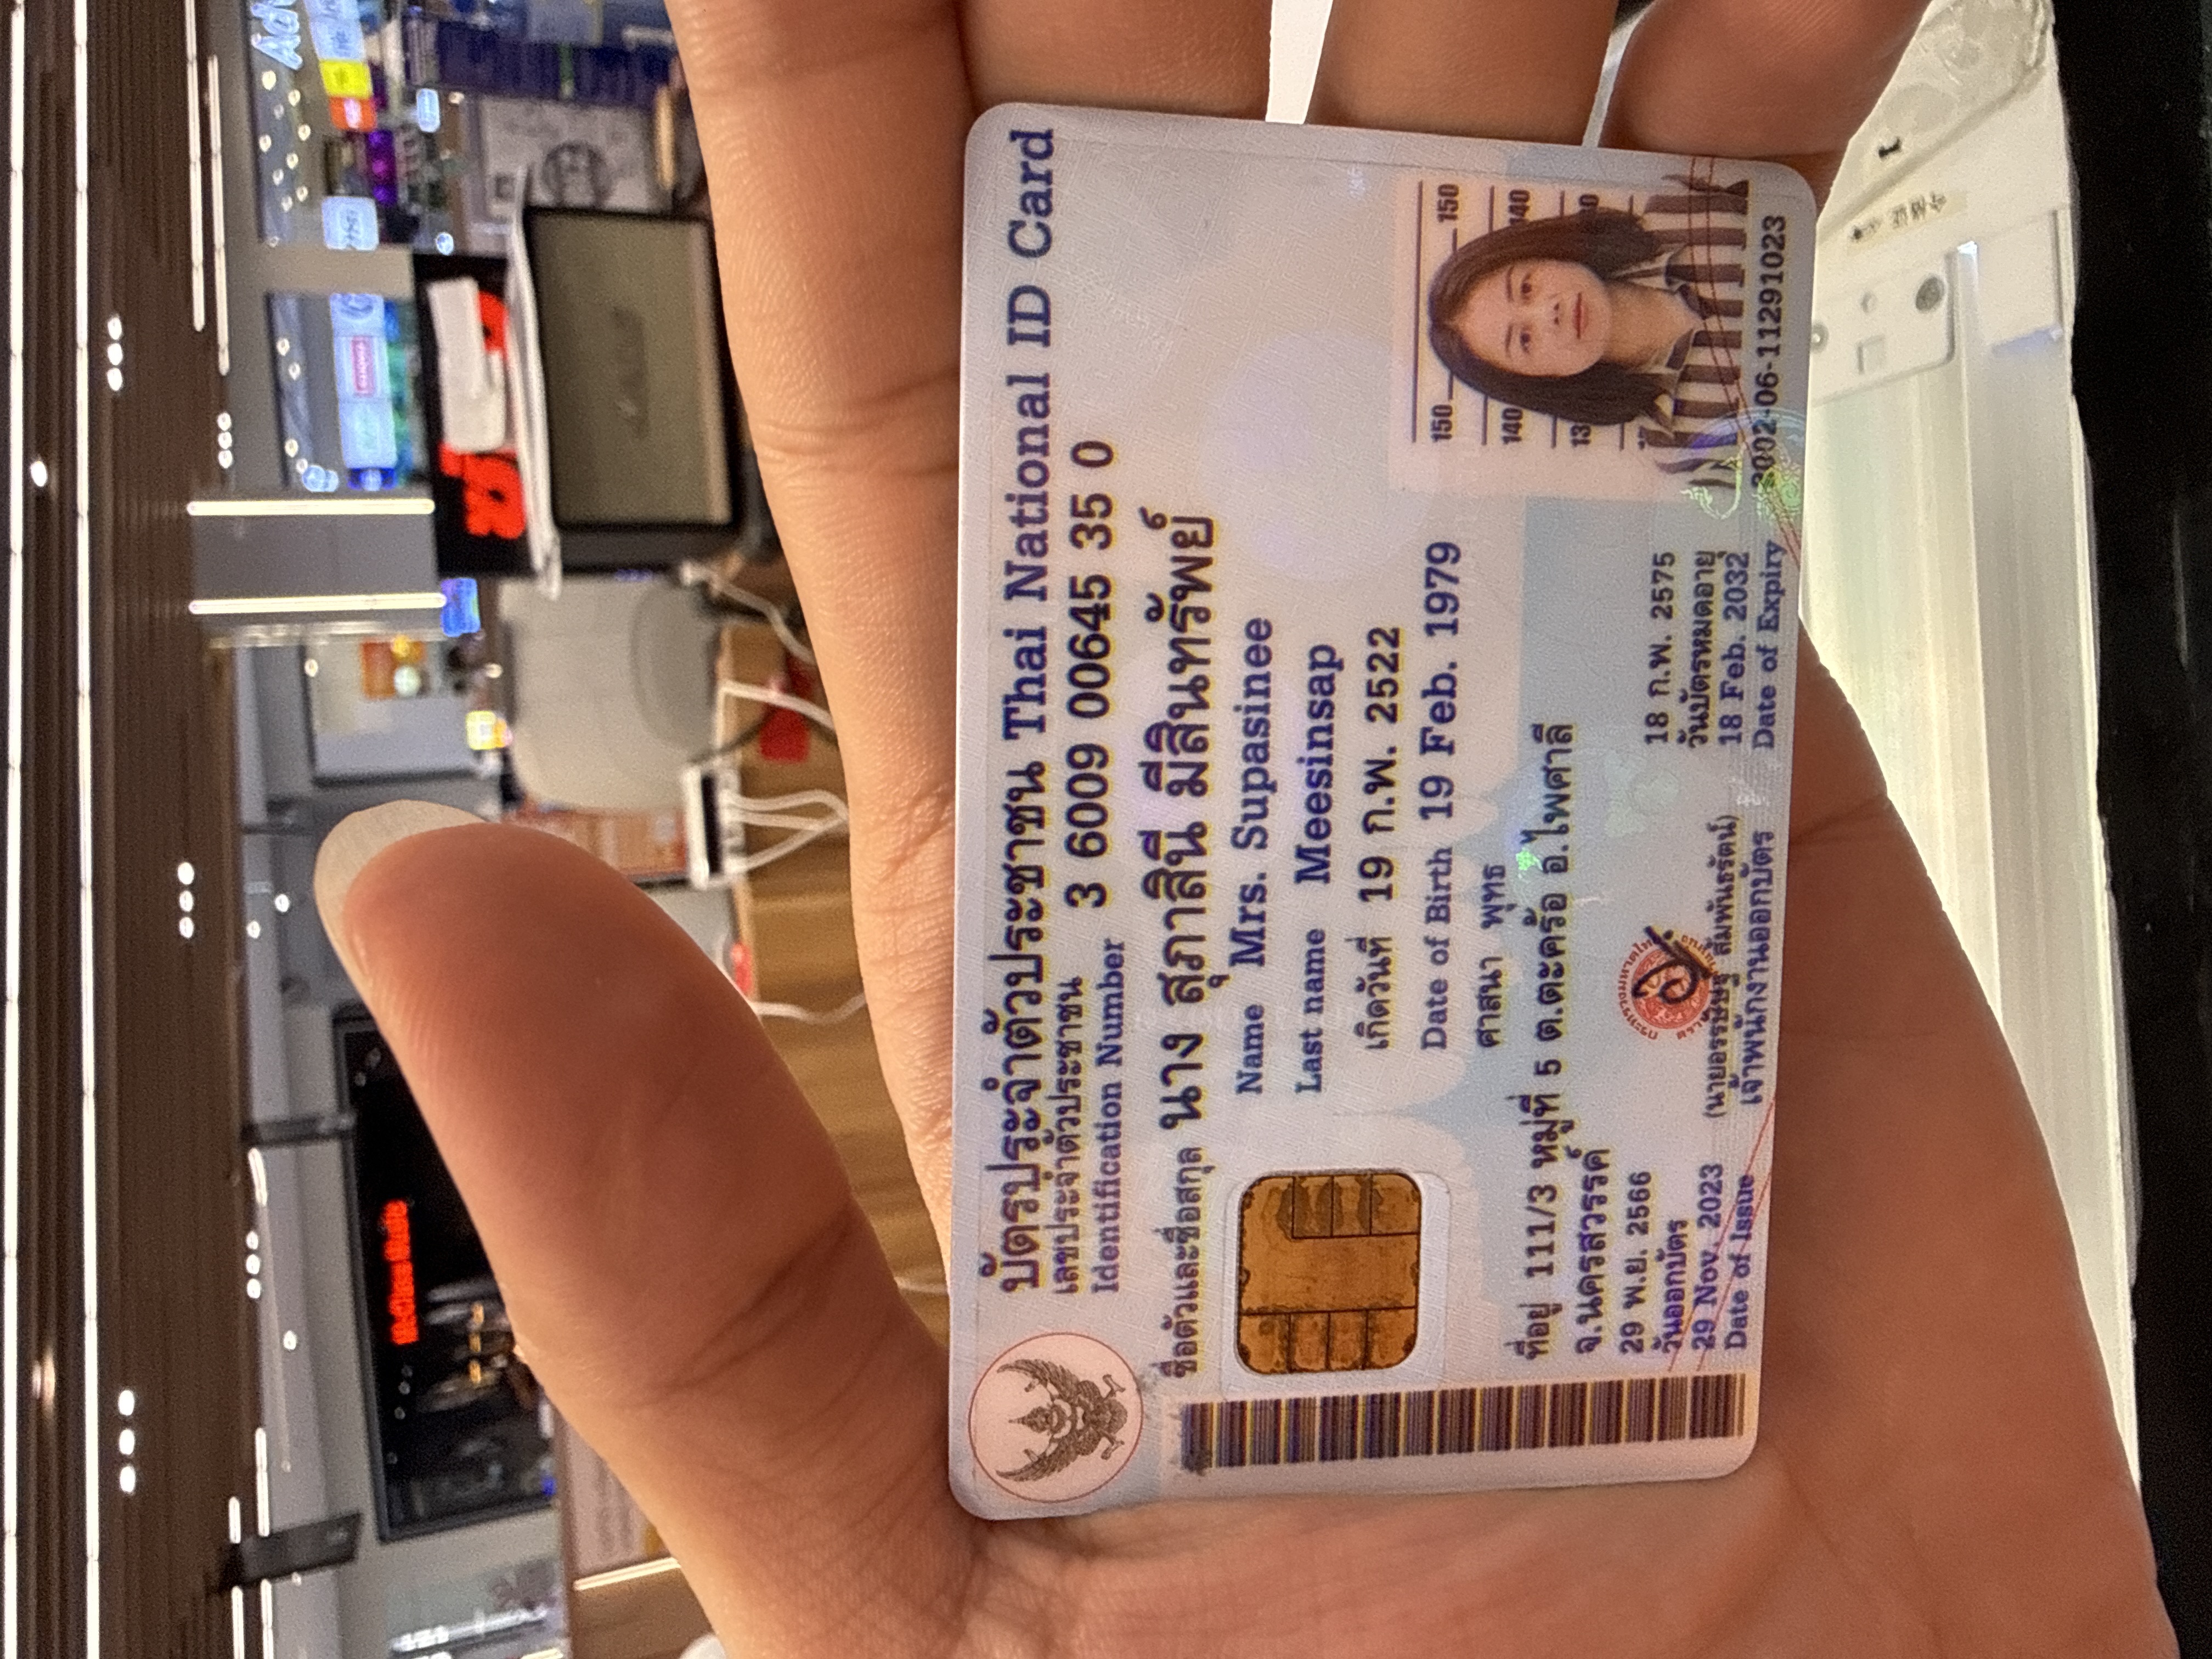 บัตรประจำตัวประชาชน Thai National ID Card
เลขประจำตัวประชาชน 3 6009 00645 35 0
Identification Number
ชื่อตัวและชื่อสกุล นาง สุภาสินี มีสินทรัพย์
Name Mrs. Supasinee
Last name Meesinsap
เกิดวันที่ 19 ก.พ. 2522
Date of Birth 19 Feb. 1979
ศาสนา พุทธ
ที่อยู่ 111/3 หมู่ที่ 5 ต.ตะคร้อ อ.ไพศาลี
จ.นครสวรรค์
29 พ.ย. 2566
วันออกบัตร
29 Nov. 2023
Date of Issue
เจ้าพนักงานออกบัตร
18 ก.พ. 2575
วันบัตรหมดอายุ
18 Feb. 2032
Date of Expiry
150 150
140 140
2002-06-11291023